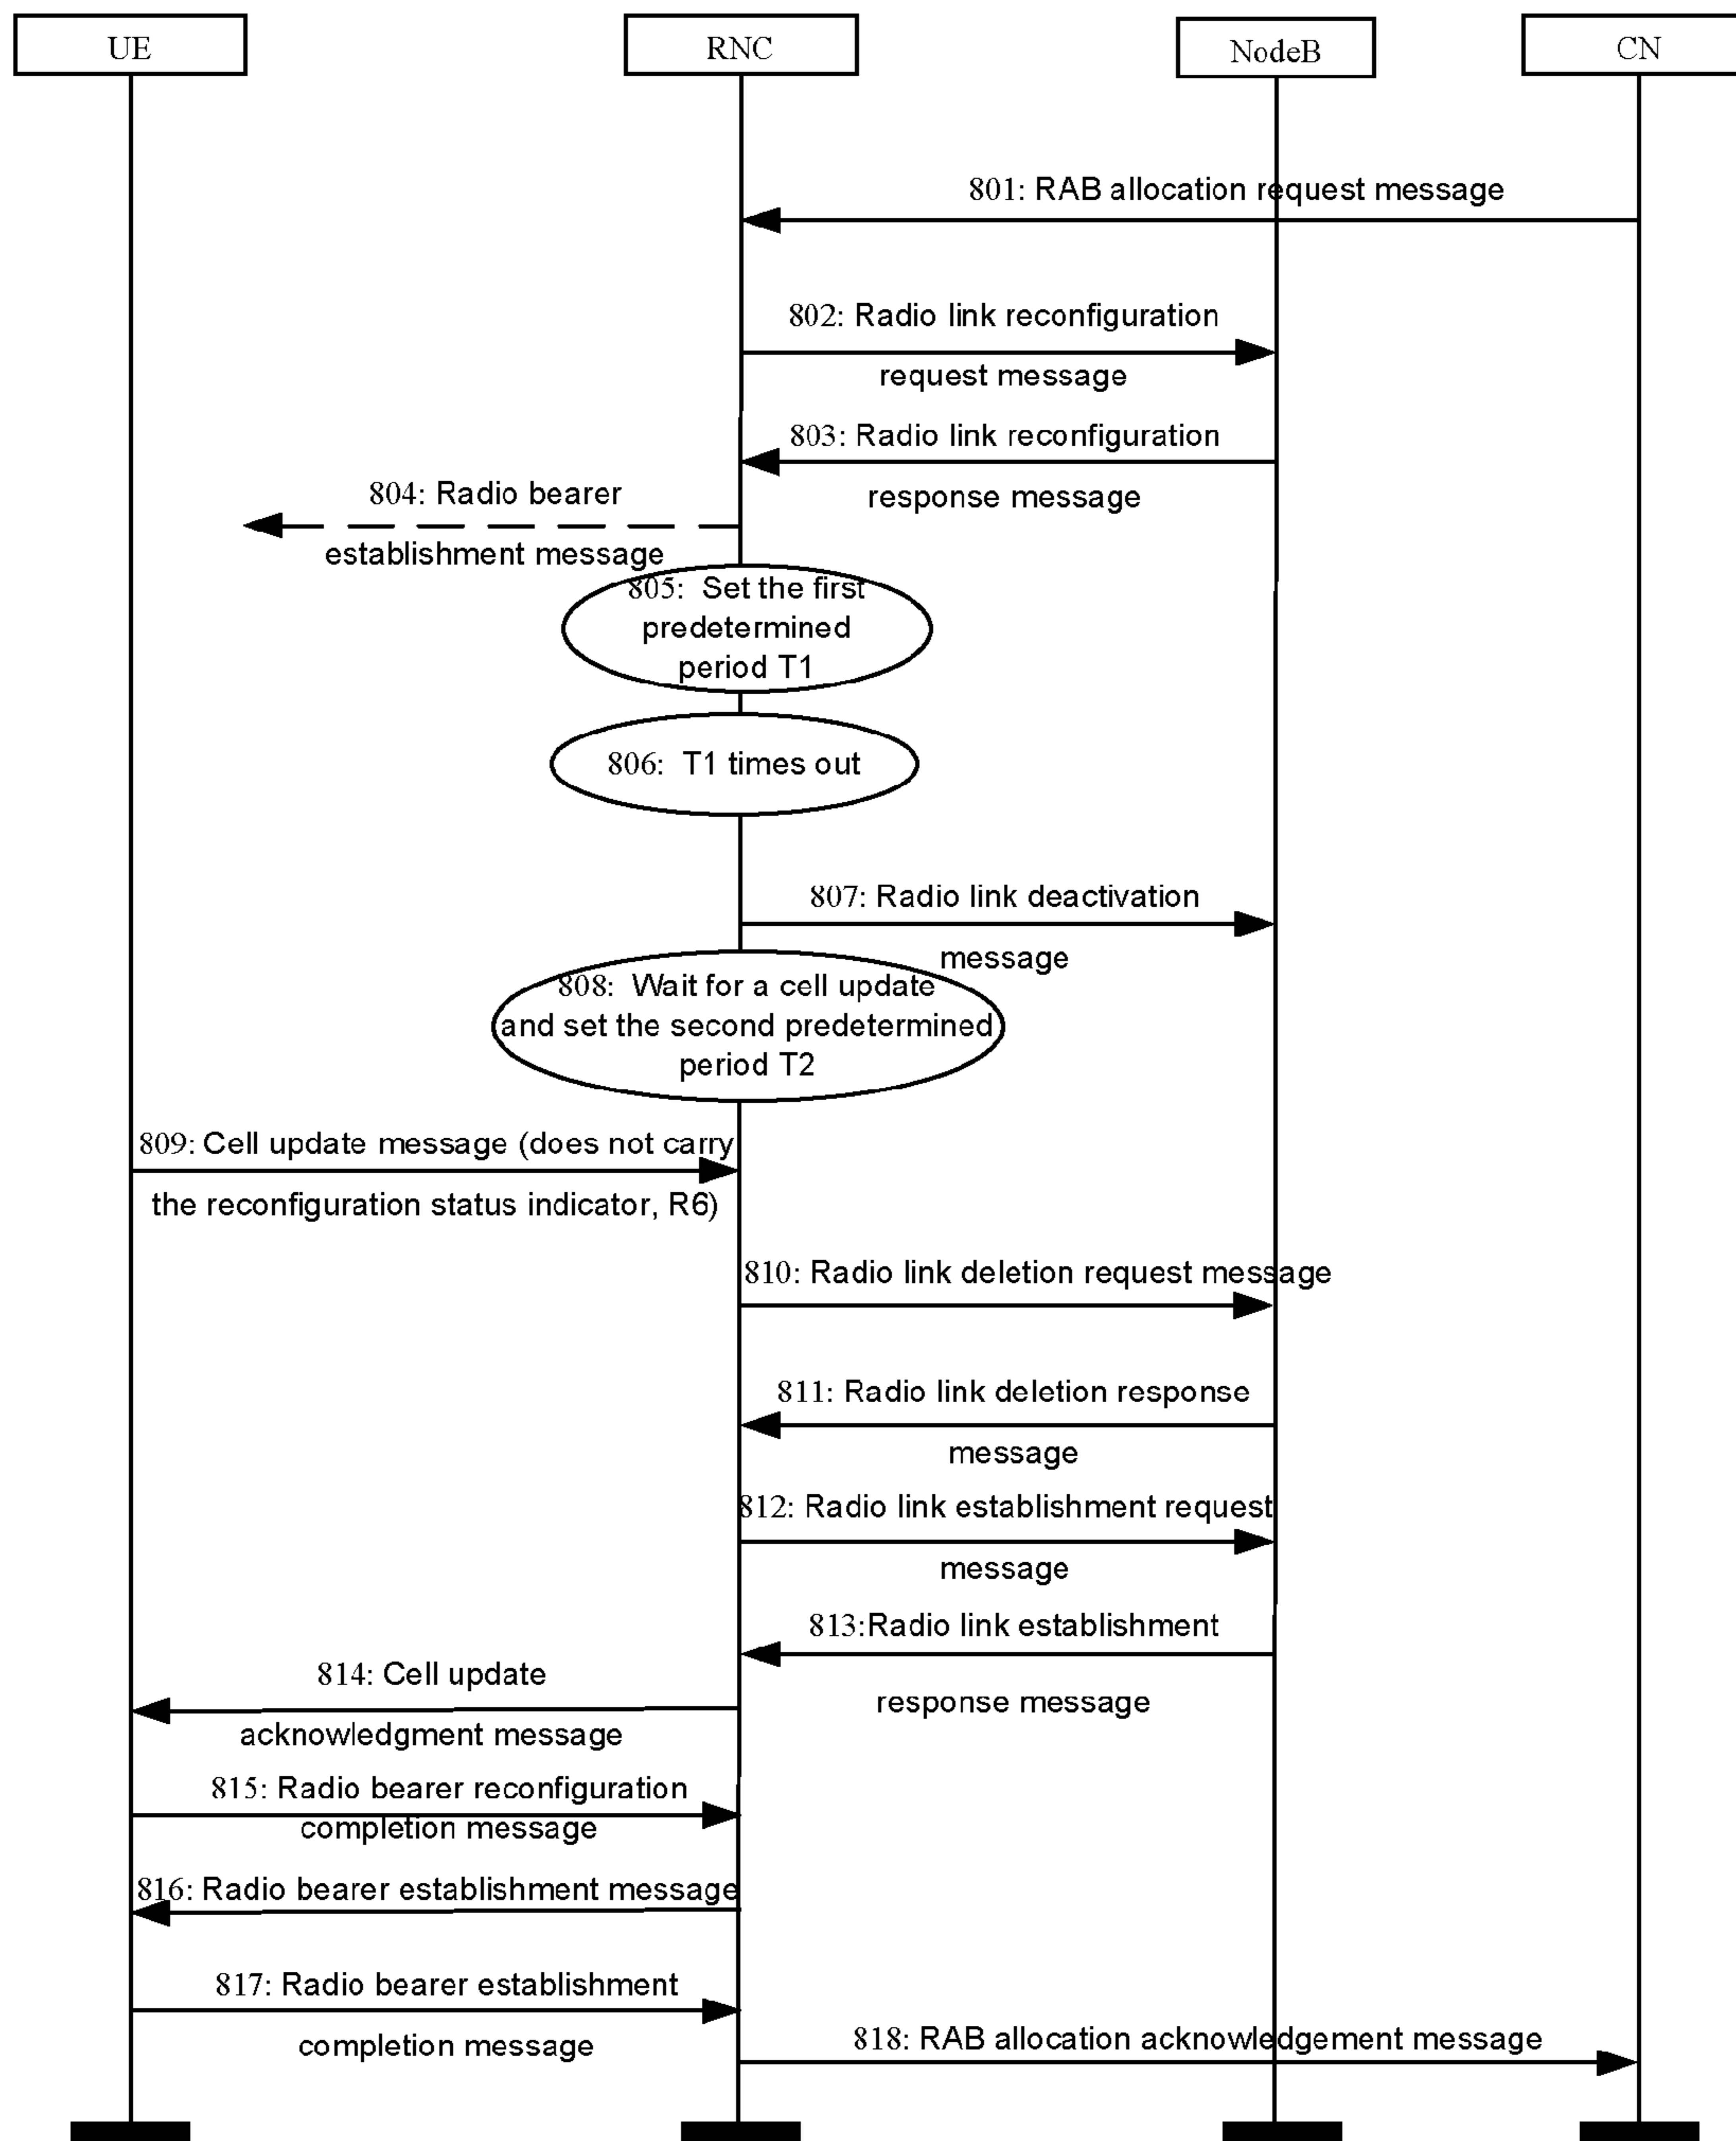 UE
RNC
NodeB
CN
801: RAB allocation request message
802: Radio link reconfiguration
request message
803: Radio link reconfiguration
response message
804: Radio bearer
establishment message
805: Set the first
predetermined
period T1
806: T1 times out
807: Radio link deactivation
message
808: Wait for a cell update
and set the second predetermined
period T2
809: Cell update message (does not carry
the reconfiguration status indicator, R6)
810: Radio link deletion request message
811: Radio link deletion response
message
812: Radio link establishment request
message
813:Radio link establishment
response message
814: Cell update
acknowledgment message
815: Radio bearer reconfiguration
completion message
816: Radio bearer establishment message
817: Radio bearer establishment
completion message
818: RAB allocation acknowledgement message